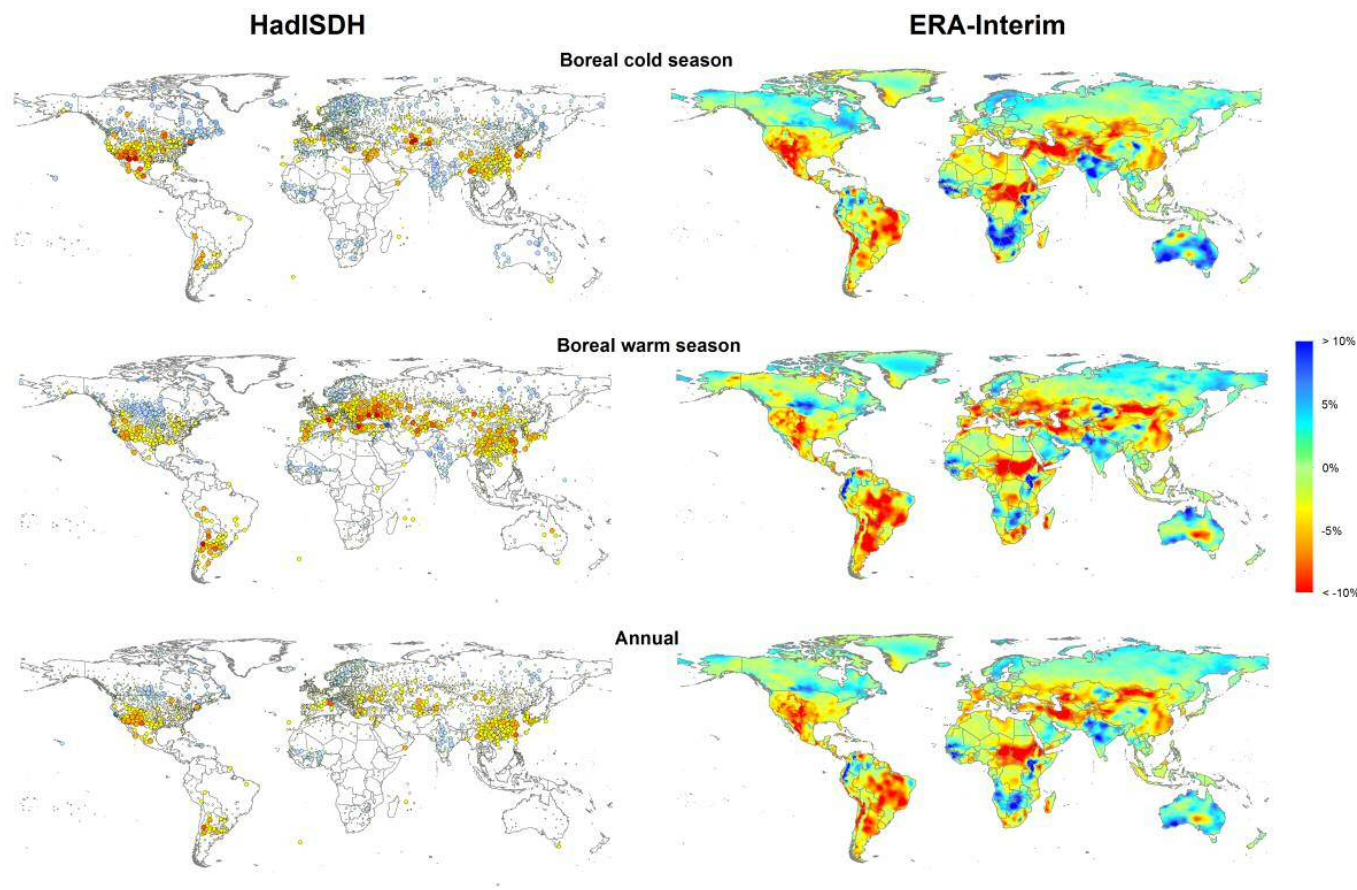 HadISDH
ERA-Interim
Boreal cold season
Boreal warm season
> 10%
5%
0%
-5%
< -10%
Annual